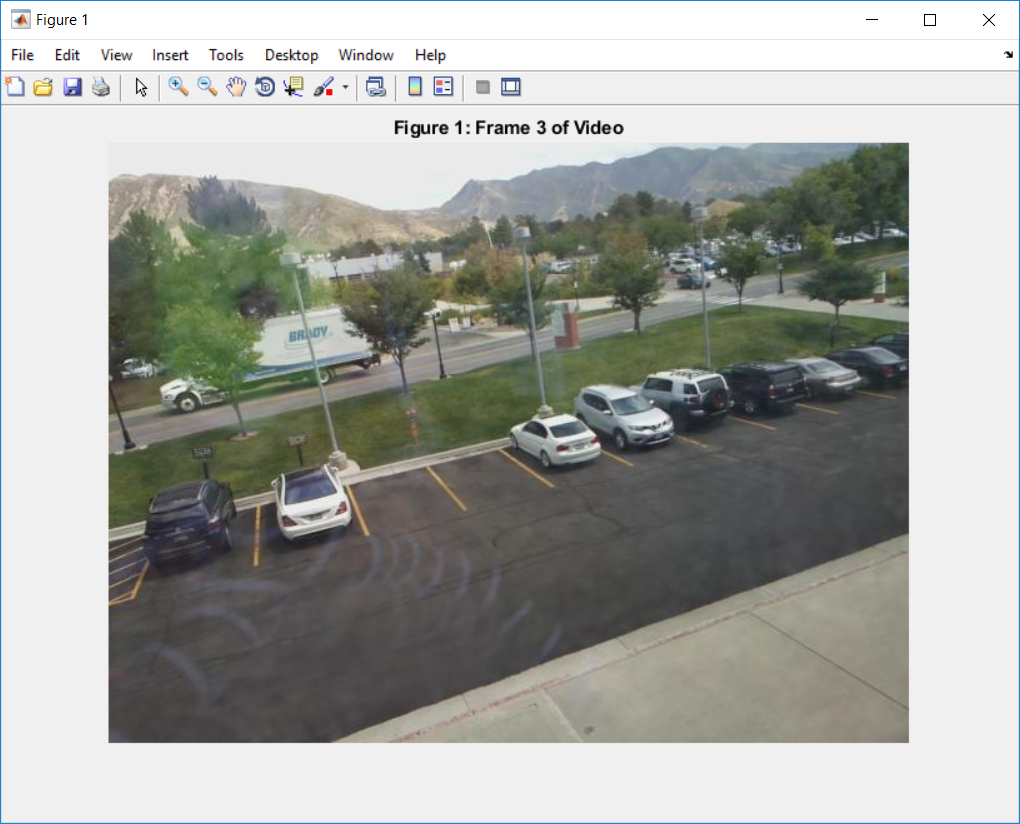 Figure 1
File Edit View Insert Tools Desktop Window Help
Figure 1: Frame 3 of Video
BRADY